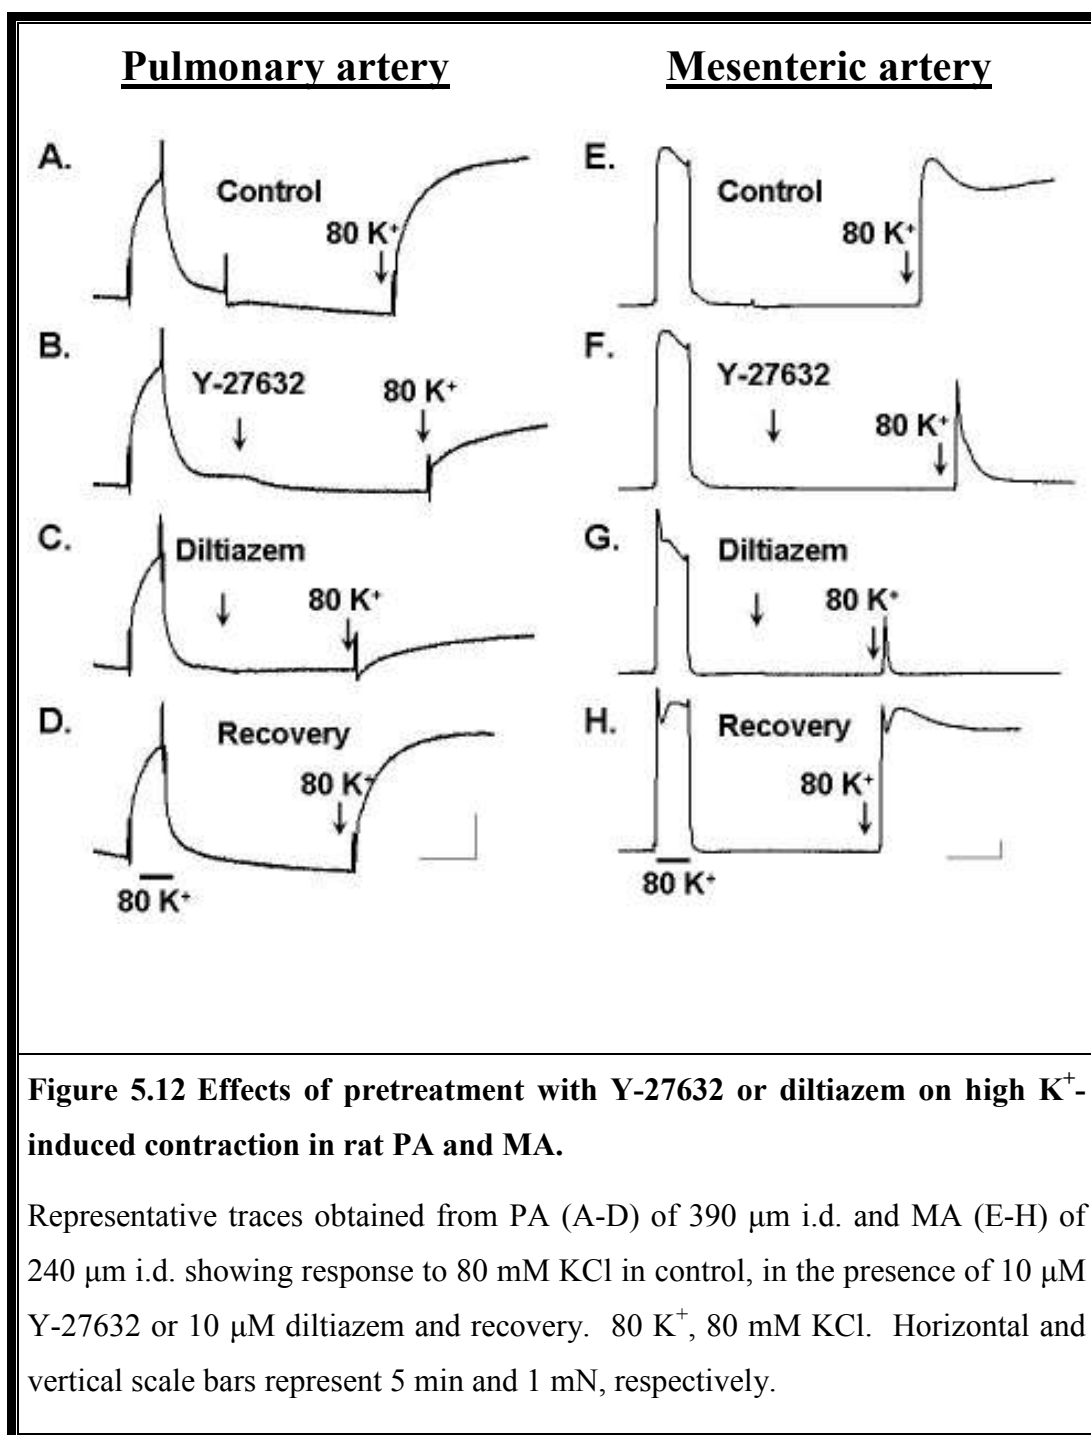 Pulmonary artery
Mesenteric artery
A.
Control
80 K⁺
B.
Y-27632
80 K⁺
C.
Diltiazem
80 K⁺
D.
Recovery
80 K⁺
80 K⁺
E.
Control
80 K⁺
F.
Y-27632
80 K⁺
G.
Diltiazem
80 K⁺
H.
Recovery
80 K⁺
80 K⁺
Figure 5.12 Effects of pretreatment with Y-27632 or diltiazem on high K⁺-
induced contraction in rat PA and MA.
Representative traces obtained from PA (A-D) of 390 μm i.d. and MA (E-H) of
240 μm i.d. showing response to 80 mM KCl in control, in the presence of 10 μM
Y-27632 or 10 μM diltiazem and recovery. 80 K⁺, 80 mM KCl. Horizontal and
vertical scale bars represent 5 min and 1 mN, respectively.